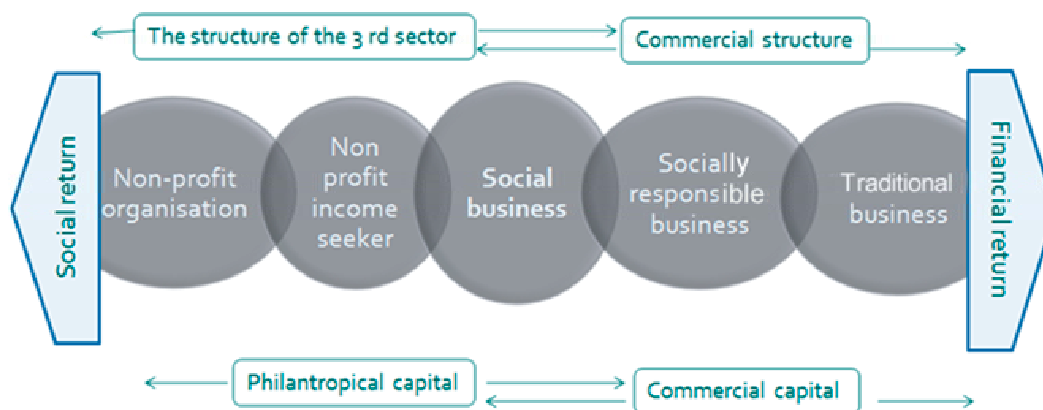 The structure of the 3 rd sector
Commercial structure
Social return
Non-profit
organisation
Non
profit
income
seeker
Social
business
Socially
responsible
business
Traditional
business
Financial return
Philantropical capital
Commercial capital